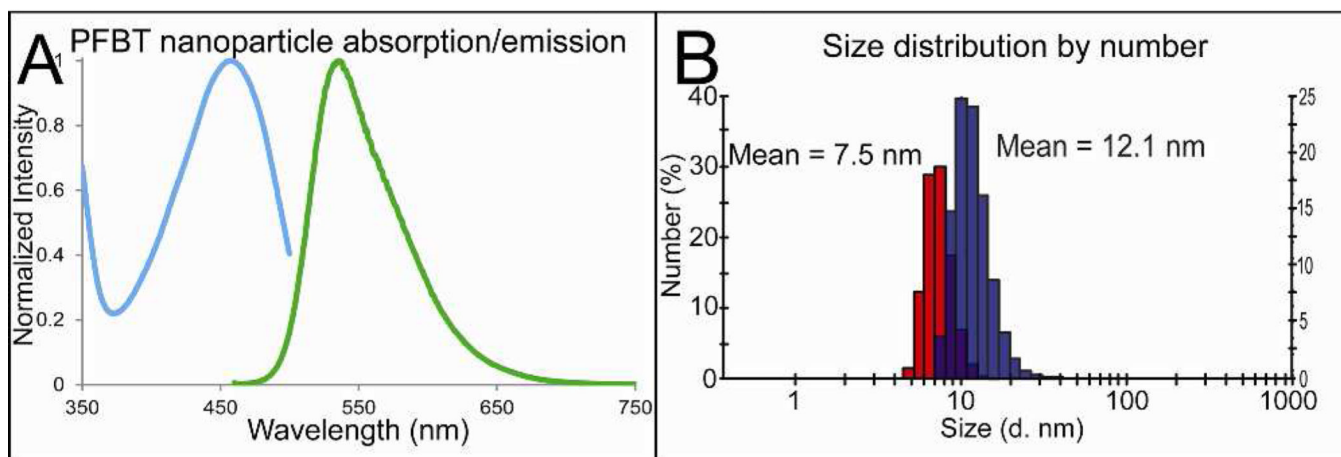 A
PFBT nanoparticle absorption/emission
Normalized Intensity
1
0.8
0.6
0.4
0.2
0
350 450 550 650 750
Wavelength (nm)
B
Size distribution by number
Mean = 7.5 nm
Mean = 12.1 nm
Number (%)
40
30
20
10
0
25
20
15
10
5
0
1 10 100 1000
Size (d. nm)